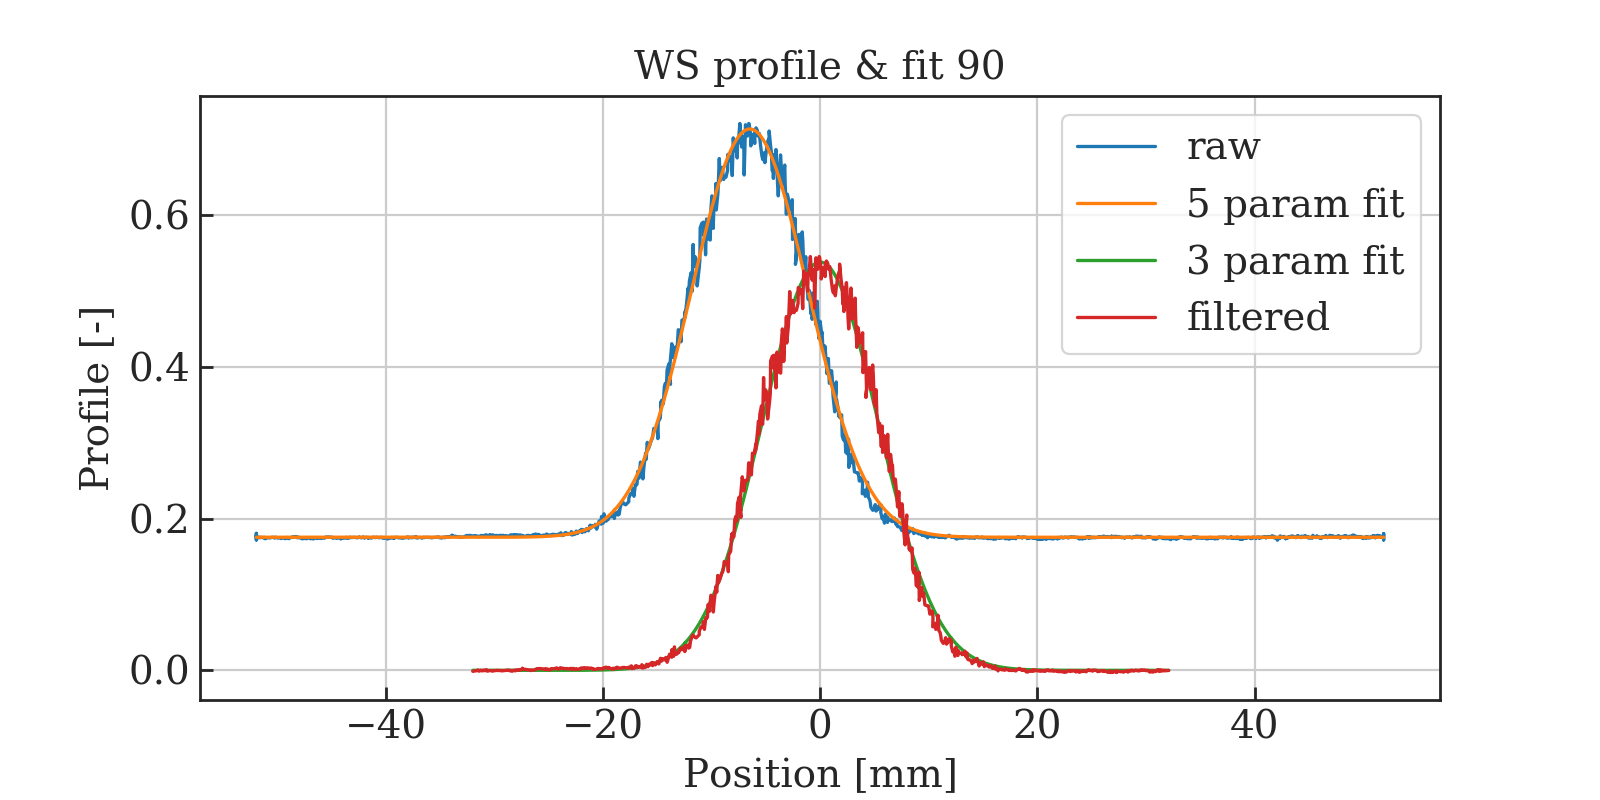 WS profile & fit 90
raw
5 param fit
3 param fit
filtered
Profile [-]
0.6
0.4
0.2
0.0
−40 −20 0 20 40
Position [mm]